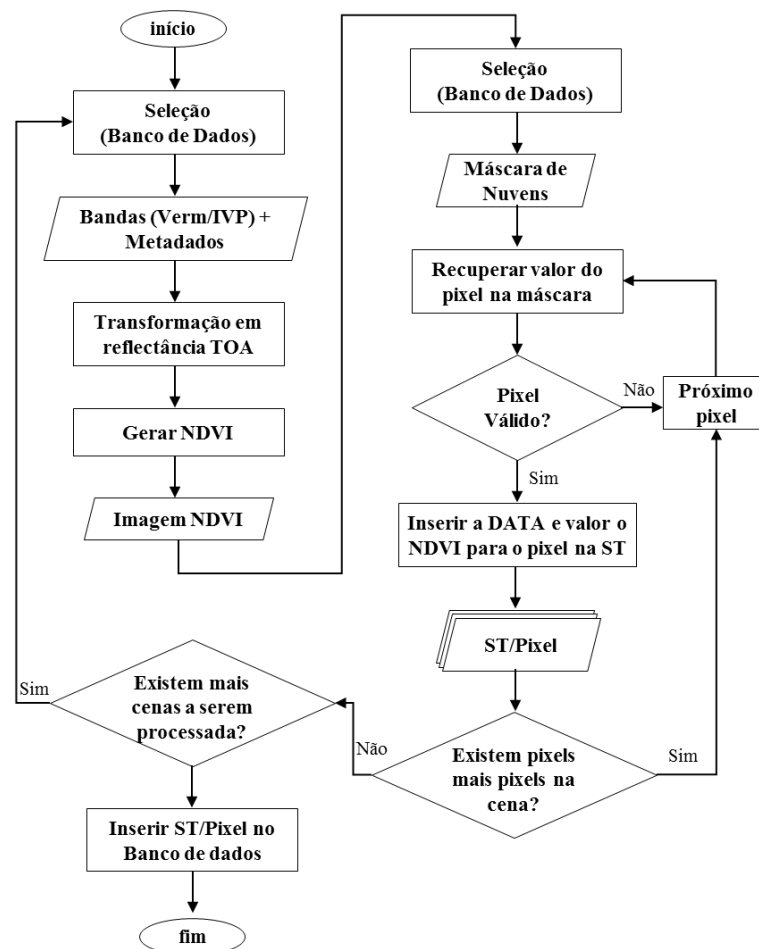 início
Seleção
(Banco de Dados)
Bandas (Verm/IVP) +
Metadados
Transformação em
reflectância TOA
Gerar NDVI
Imagem NDVI
Seleção
(Banco de Dados)
Máscara de
Nuvens
Recuperar valor do
pixel na máscara
Pixel
Válido?
Não
Próximo
pixel
Sim
Inserir a DATA e valor o
NDVI para o pixel na ST
ST/Pixel
Existem pixels
mais pixels na
cena?
Sim
Não
Existem mais
cenas a serem
processada?
Sim
Inserir ST/Pixel no
Banco de dados
fim